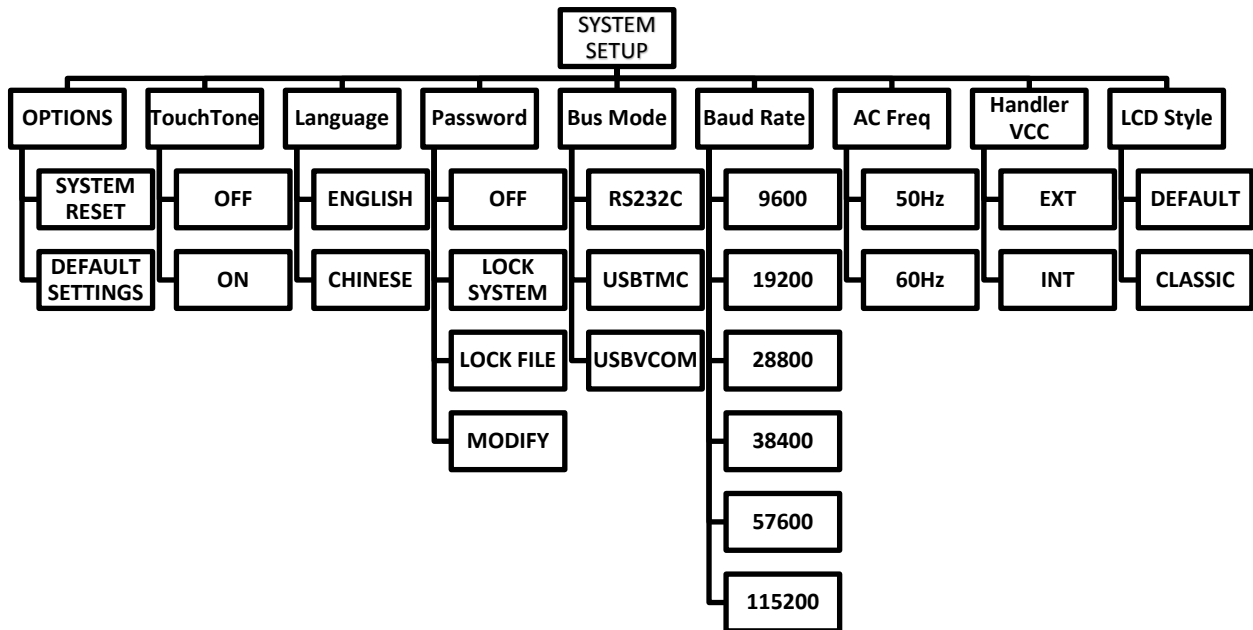 SYSTEM
SETUP
OPTIONS
SYSTEM
RESET
DEFAULT
SETTINGS
TouchTone
OFF
ON
Language
ENGLISH
CHINESE
Password
OFF
LOCK
SYSTEM
LOCK FILE
MODIFY
Bus Mode
RS232C
USBTMC
USBVCOM
Baud Rate
9600
19200
28800
38400
57600
115200
AC Freq
50Hz
60Hz
Handler
VCC
EXT
INT
LCD Style
DEFAULT
CLASSIC